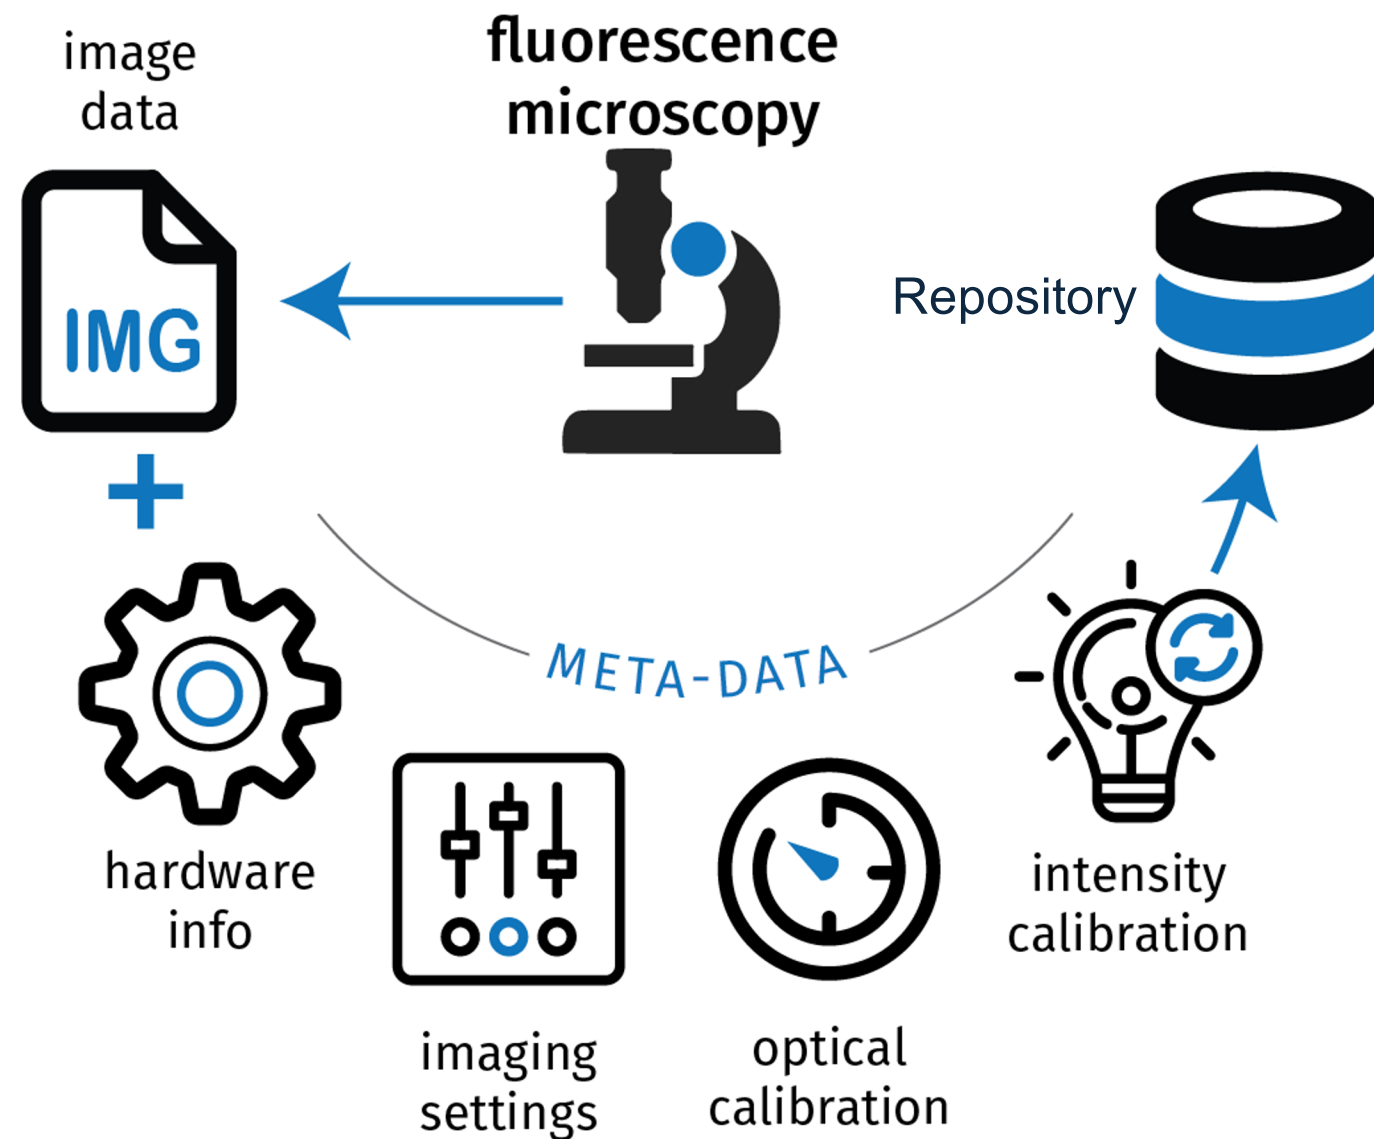 image
data
fluorescence
microscopy
IMG
Repository
META-DATA
hardware
info
imaging
settings
optical
calibration
intensity
calibration